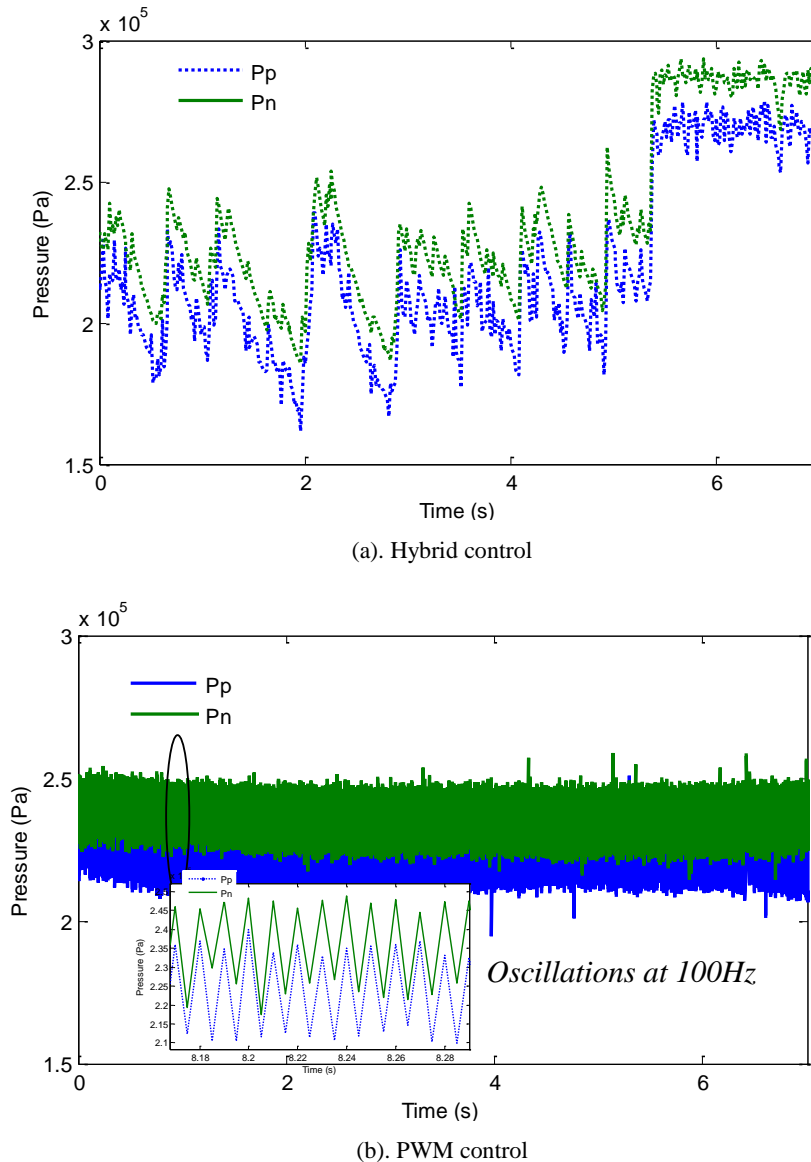 x 10^5
3
2.5
2
1.5
Pressure (Pa)
Pp
Pn
0 2 4 6
Time (s)
(a). Hybrid control
x 10^5
3
2.5
2
1.5
Pressure (Pa)
Pp
Pn
Pp
Pn
2.5
2.45
2.4
2.35
2.3
2.25
2.2
2.15
2.1
Pressure (Pa)
8.18 8.2 8.22 8.24 8.26 8.28
Time (s)
Oscillations at 100Hz
0 2 4 6
Time (s)
(b). PWM control